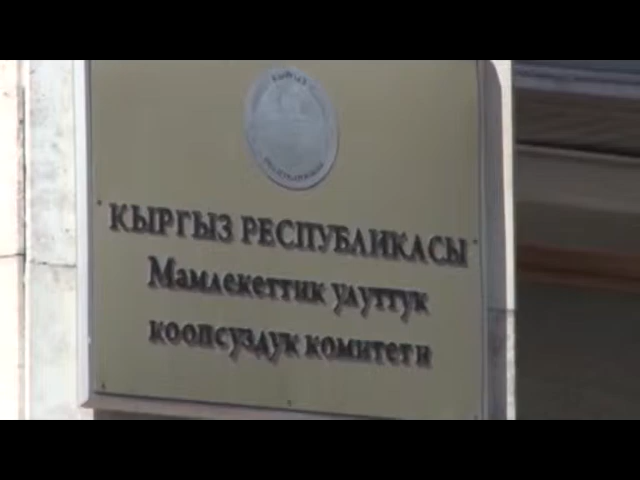 КЫРГЫЗ РЕСПУБЛИКАСЫ
Мамлекеттик улуттук
коопсуздук комитети